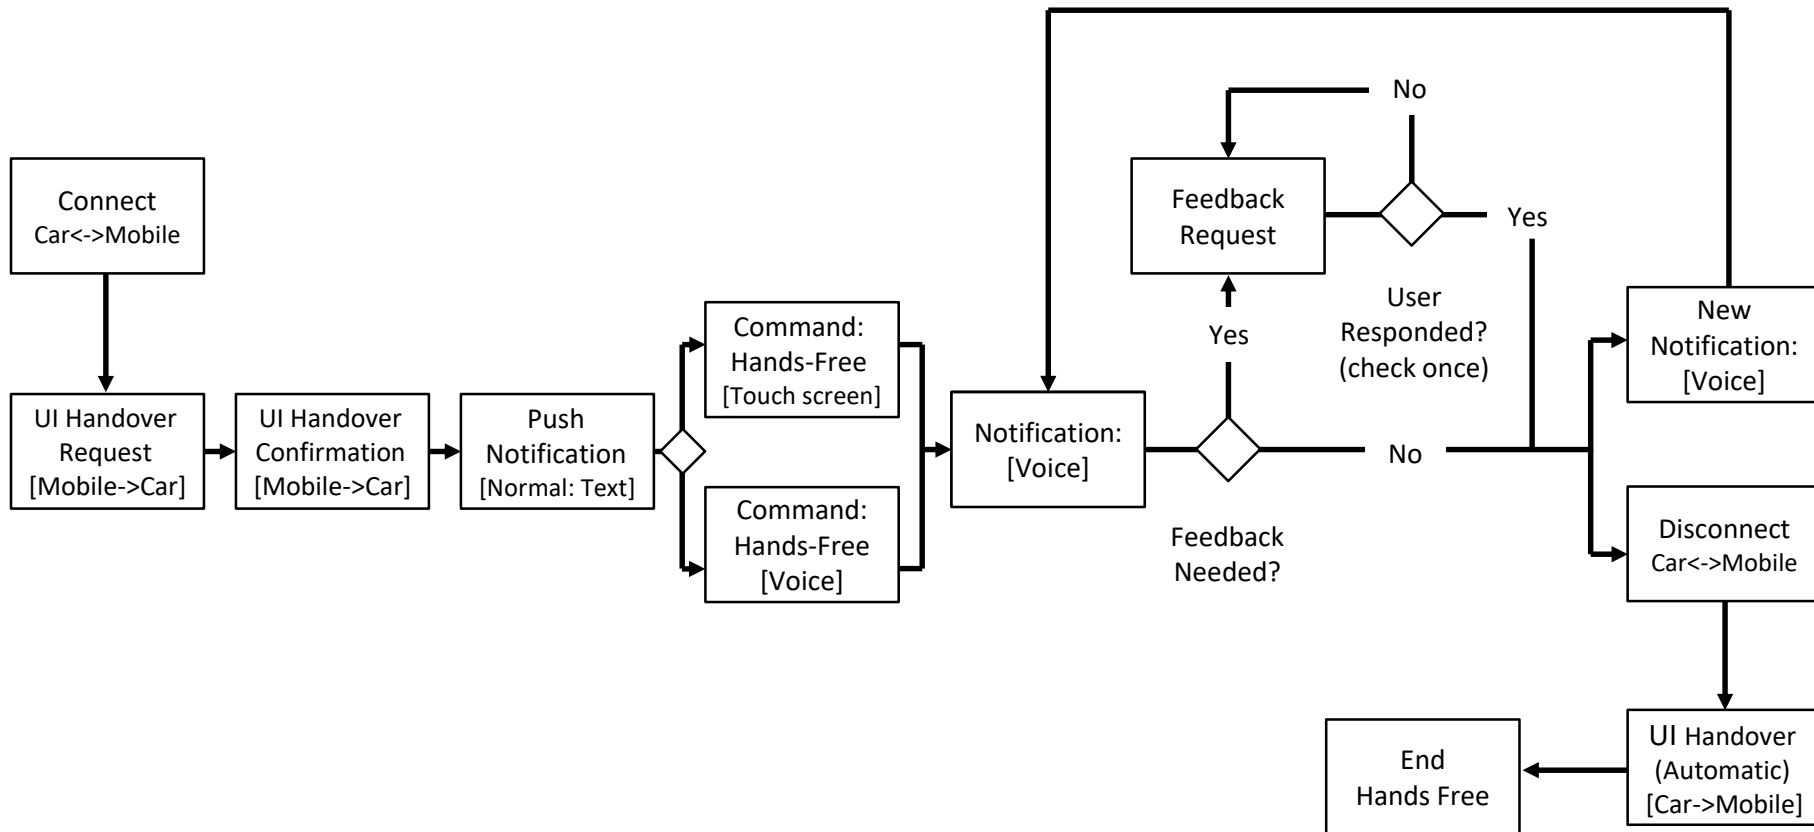 Connect
Car<->Mobile
UI Handover
Request
[Mobile->Car]
UI Handover
Confirmation
[Mobile->Car]
Push
Notification
[Normal: Text]
Command:
Hands-Free
[Touch screen]
Command:
Hands-Free
[Voice]
Notification:
[Voice]
Feedback
Needed?
Yes
No
Feedback
Request
User
Responded?
(check once)
No
Yes
New
Notification:
[Voice]
Disconnect
Car<->Mobile
UI Handover
(Automatic)
[Car->Mobile]
End
Hands Free